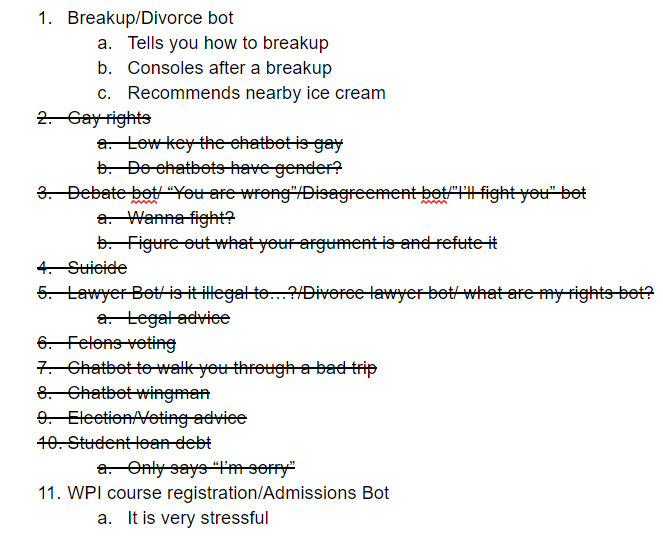 1. Breakup/Divorce bot
a. Tells you how to breakup
b. Consoles after a breakup
c. Recommends nearby ice cream
2. Gay rights
a. Low key the chatbot is gay
b. Do chatbots have gender?
3. Debate bot/ “You are wrong”/Disagreement bot/”I’ll fight you” bot
a. Wanna fight?
b. Figure out what your argument is and refute it
4. Suicide
5. Lawyer Bot/ is it illegal to…?/Divorce lawyer bot/ what are my rights bot?
a. Legal advice
6. Felons voting
7. Chatbot to walk you through a bad trip
8. Chatbot wingman
9. Election/Voting advice
10. Student loan debt
a. Only says “I’m sorry”
11. WPI course registration/Admissions Bot
a. It is very stressful